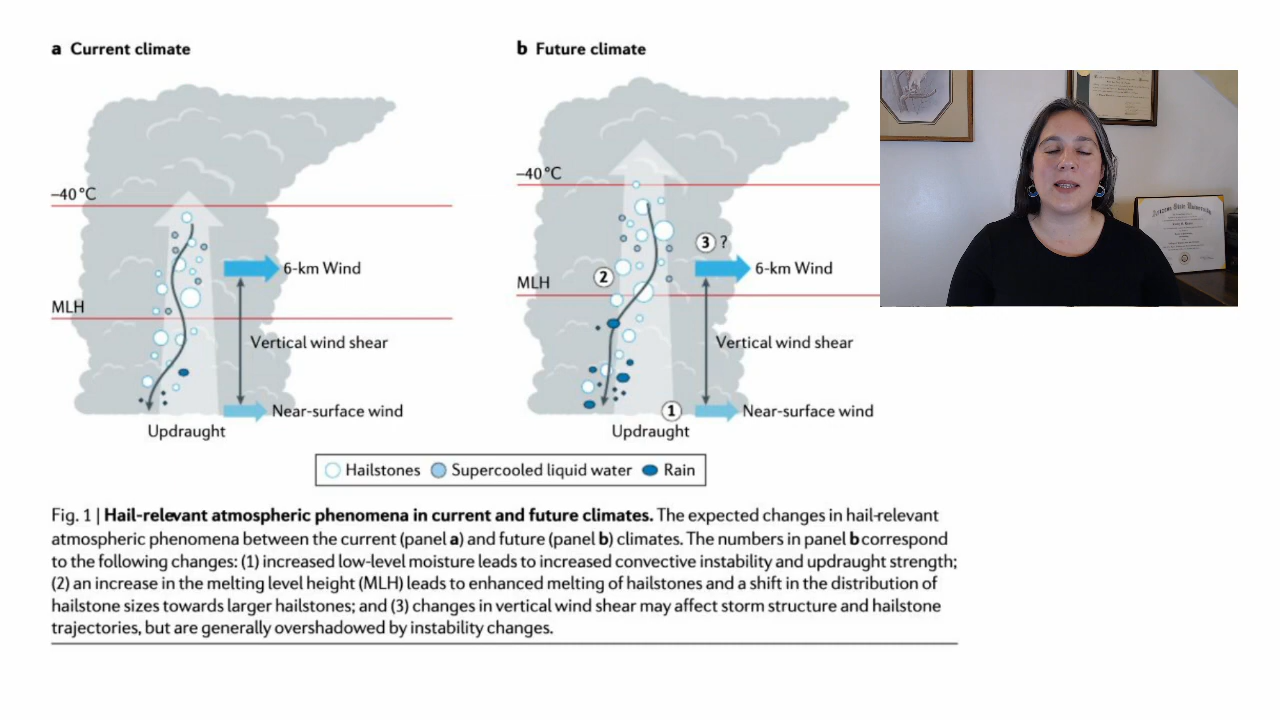 a Current climate
b Future climate
–40 °C
MLH
6-km Wind
Vertical wind shear
Near-surface wind
Updraught
–40 °C
MLH
3 ?
2
6-km Wind
Vertical wind shear
1
Near-surface wind
Updraught
Hailstones Supercooled liquid water Rain
Fig. 1 | Hail-relevant atmospheric phenomena in current and future climates. The expected changes in hail-relevant
atmospheric phenomena between the current (panel a) and future (panel b) climates. The numbers in panel b correspond
to the following changes: (1) increased low-level moisture leads to increased convective instability and updraught strength;
(2) an increase in the melting level height (MLH) leads to enhanced melting of hailstones and a shift in the distribution of
hailstone sizes towards larger hailstones; and (3) changes in vertical wind shear may affect storm structure and hailstone
trajectories, but are generally overshadowed by instability changes.
Arizona State University